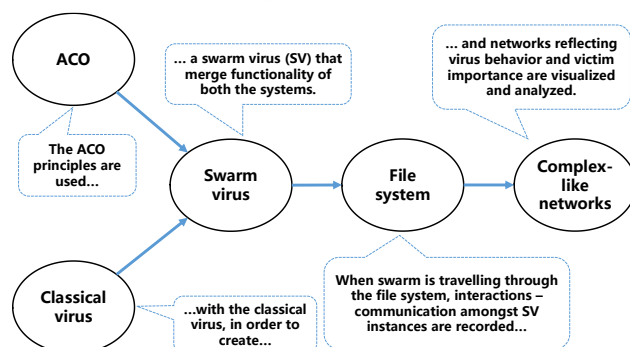 ACO
… a swarm virus (SV) that
merge functionality of
both the systems.
… and networks reflecting
virus behavior and victim
importance are visualized
and analyzed.
The ACO
principles are
used…
Swarm
virus
File
system
Complex-
like
networks
Classical
virus
…with the classical
virus, in order to
create…
When swarm is travelling through
the file system, interactions –
communication amongst SV
instances are recorded…